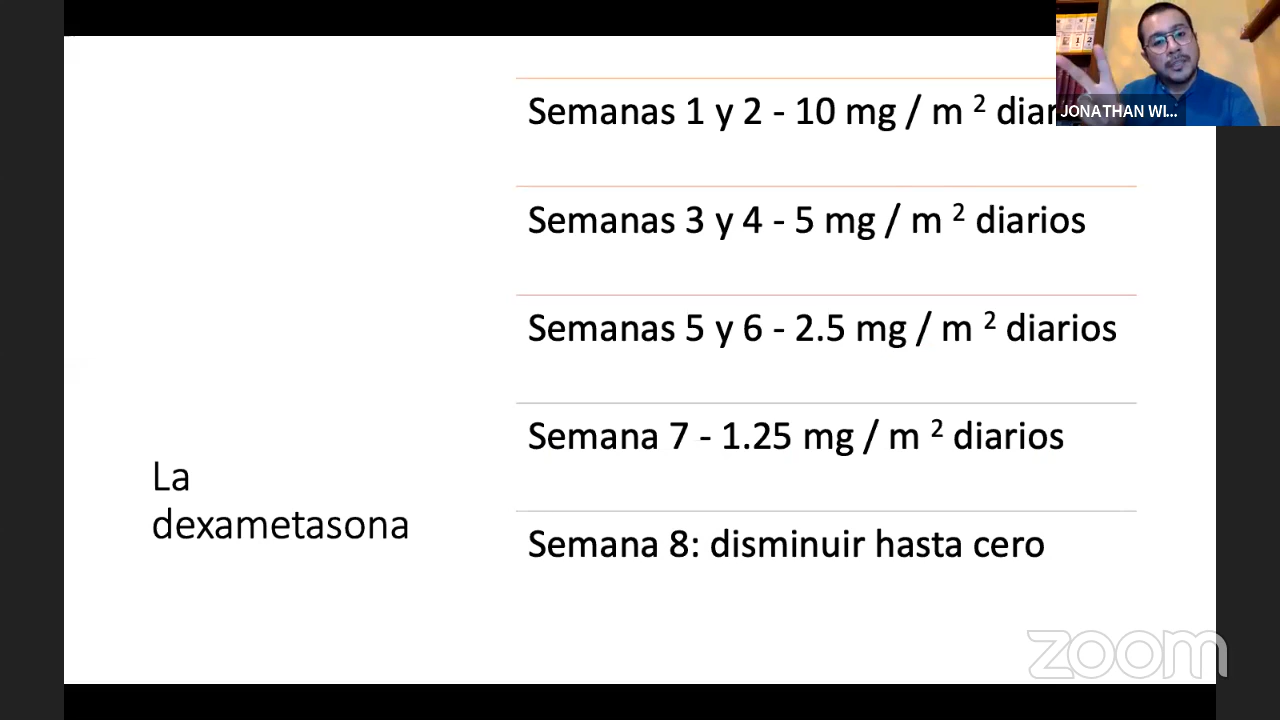 Semanas 1 y 2 - 10 mg / m ²
JONATHAN WI...
Semanas 3 y 4 - 5 mg / m ² diarios
Semanas 5 y 6 - 2.5 mg / m ² diarios
Semana 7 - 1.25 mg / m ² diarios
La
dexametasona
Semana 8: disminuir hasta cero
zoom